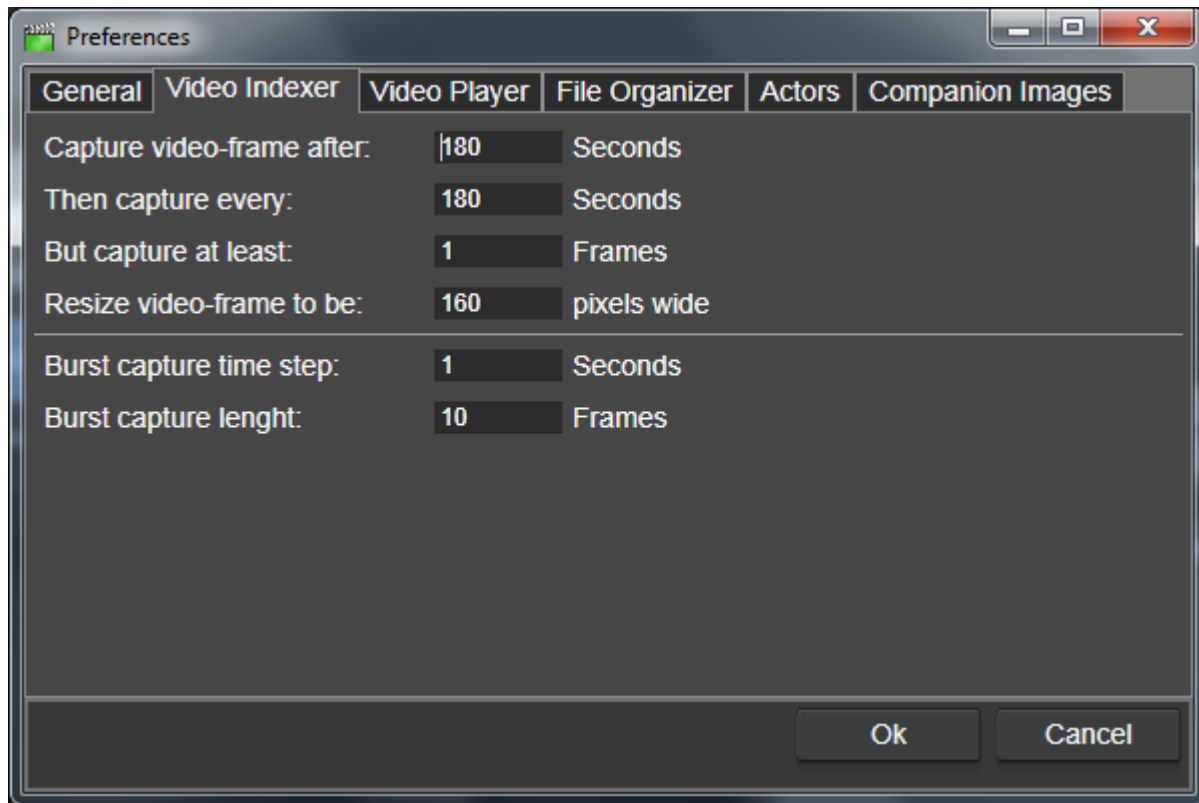 Preferences
General Video Indexer Video Player File Organizer Actors Companion Images
Capture video-frame after: 180 Seconds
Then capture every: 180 Seconds
But capture at least: 1 Frames
Resize video-frame to be: 160 pixels wide
Burst capture time step: 1 Seconds
Burst capture lenght: 10 Frames
Ok Cancel